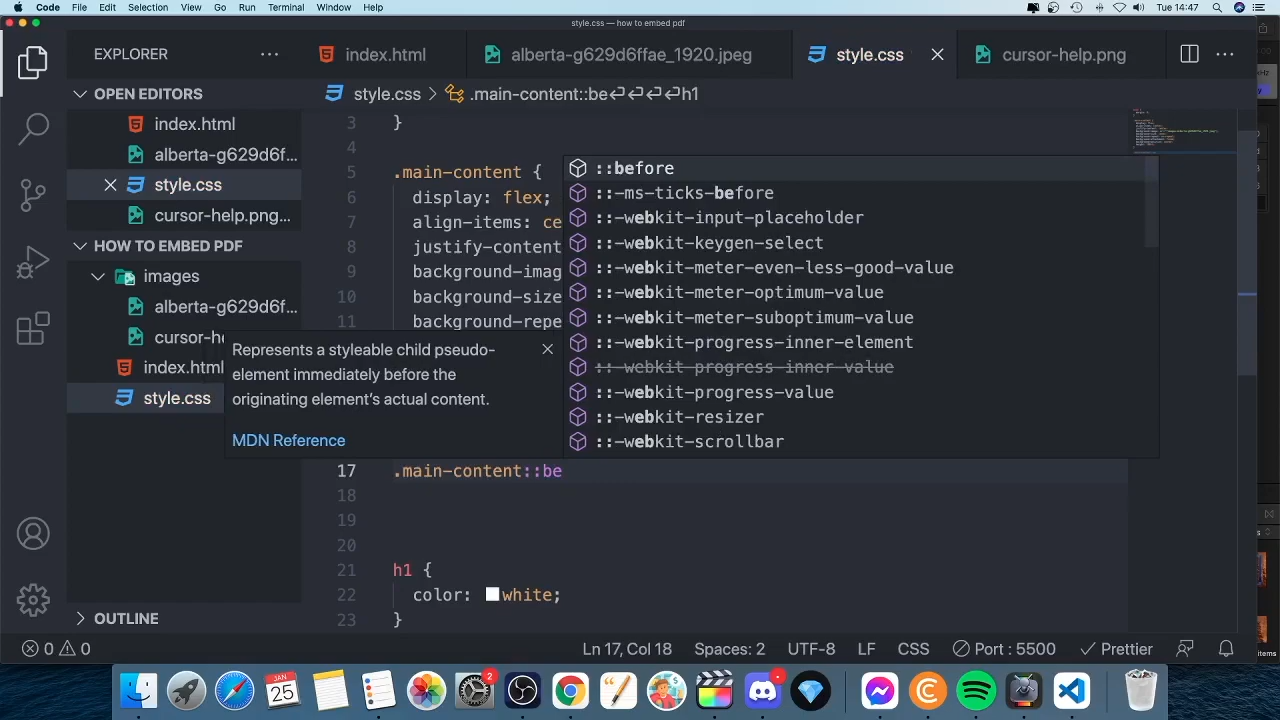 Code File Edit Selection View Go Run Terminal Window Help Tue 14:47
style.css — how to embed pdf
EXPLORER
index.html
alberta-g629d6ffae_1920.jpeg
style.css
cursor-help.png
OPEN EDITORS
index.html
alberta-g629d6f...
style.css
cursor-help.png...
HOW TO EMBED PDF
images
alberta-g629d6f...
cursor-he
index.html
style.css
OUTLINE
style.css > .main-content::be↩↩↩↩h1
3 }
4
5 .main-content {
6 display: flex;
7 align-items: ce
8 justify-content
9 background-imag
10 background-size
11 background-repe
::before
::-ms-ticks-before
::-webkit-input-placeholder
::-webkit-keygen-select
::-webkit-meter-even-less-good-value
::-webkit-meter-optimum-value
::-webkit-meter-suboptimum-value
::-webkit-progress-inner-element
::-webkit-progress-inner-value
::-webkit-progress-value
::-webkit-resizer
::-webkit-scrollbar
Represents a styleable child pseudo-
element immediately before the
originating element's actual content.
MDN Reference
17 .main-content::be
18
19
20
21 h1 {
22 color: white;
23 }
0 0
Ln 17, Col 18 Spaces: 2 UTF-8 LF CSS Port : 5500 Prettier
JAN
25
2